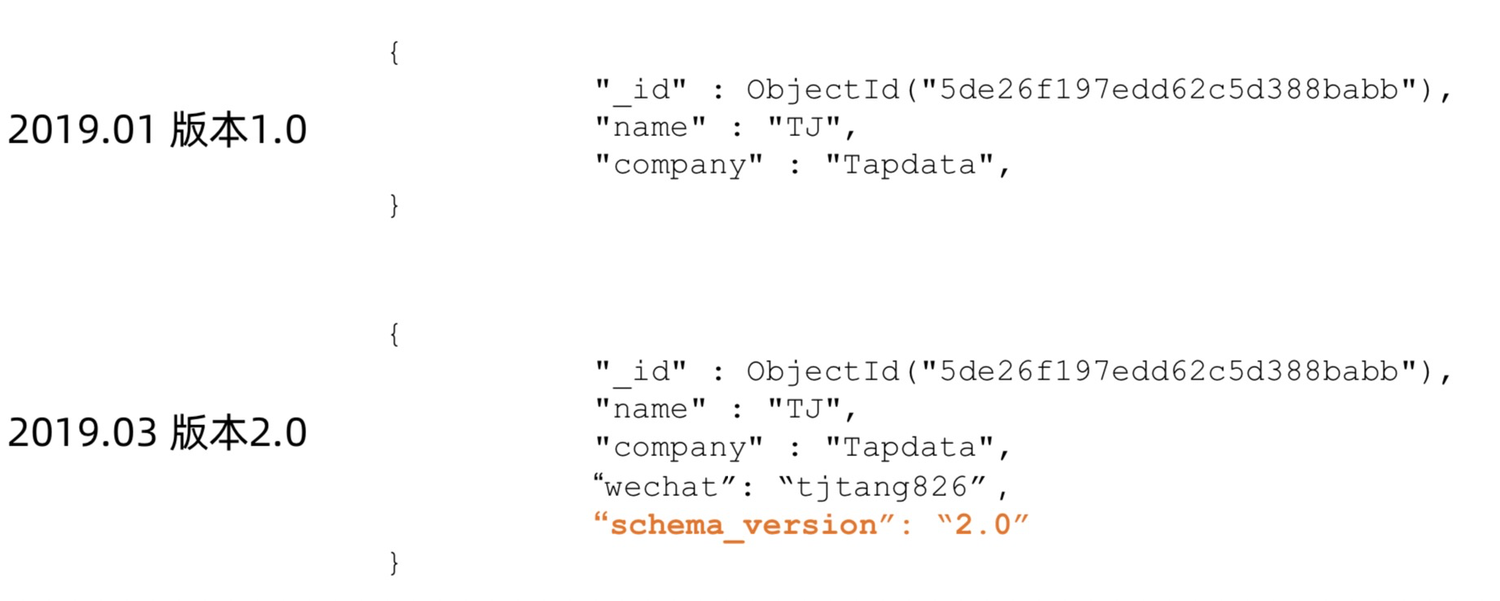 {
"_id" : ObjectId("5de26f197edd62c5d388babb"),
2019.01 版本1.0
"name" : "TJ",
"company" : "Tapdata",
}
{
"_id" : ObjectId("5de26f197edd62c5d388babb"),
"name" : "TJ",
2019.03 版本2.0
"company" : "Tapdata",
“wechat”: “tjtang826” ,
“schema_version”: “2.0”
}